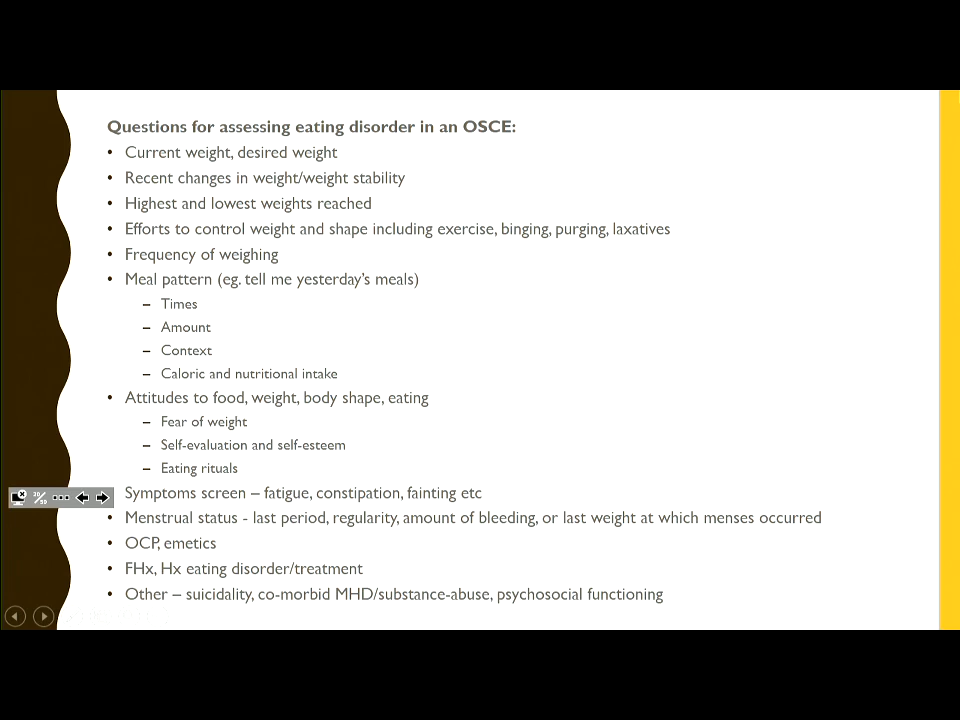 Questions for assessing eating disorder in an OSCE:
• Current weight, desired weight
• Recent changes in weight/weight stability
• Highest and lowest weights reached
• Efforts to control weight and shape including exercise, binging, purging, laxatives
• Frequency of weighing
• Meal pattern (eg. tell me yesterday's meals)
– Times
– Amount
– Context
– Caloric and nutritional intake
• Attitudes to food, weight, body shape, eating
– Fear of weight
– Self-evaluation and self-esteem
– Eating rituals
Symptoms screen – fatigue, constipation, fainting etc
• Menstrual status - last period, regularity, amount of bleeding, or last weight at which menses occurred
• OCP, emetics
• FHx, Hx eating disorder/treatment
• Other – suicidality, co-morbid MHD/substance-abuse, psychosocial functioning